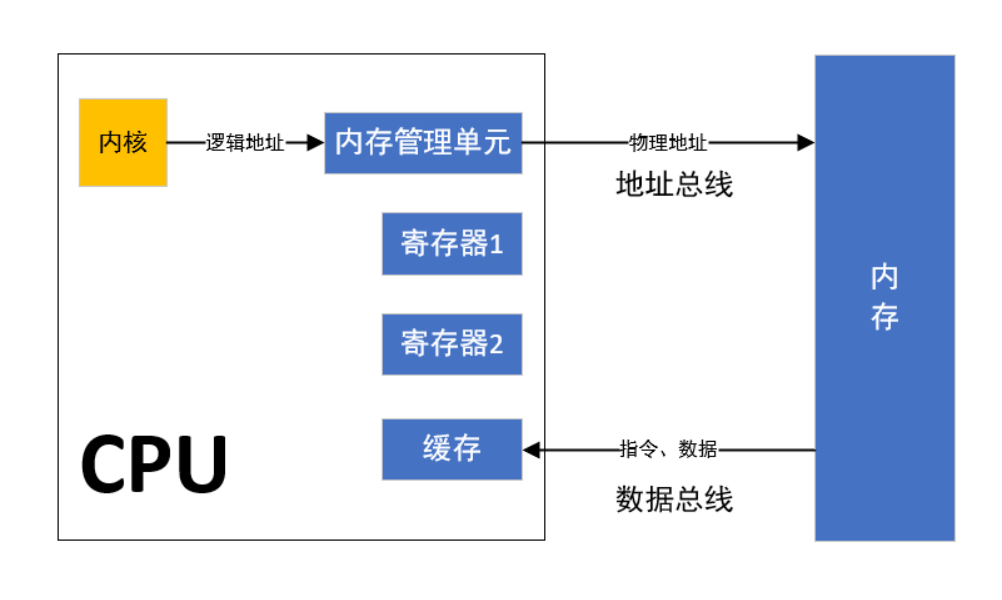 内核
逻辑地址
内存管理单元
物理地址
地址总线
寄存器1
内
存
寄存器2
CPU
缓存
指令、数据
数据总线